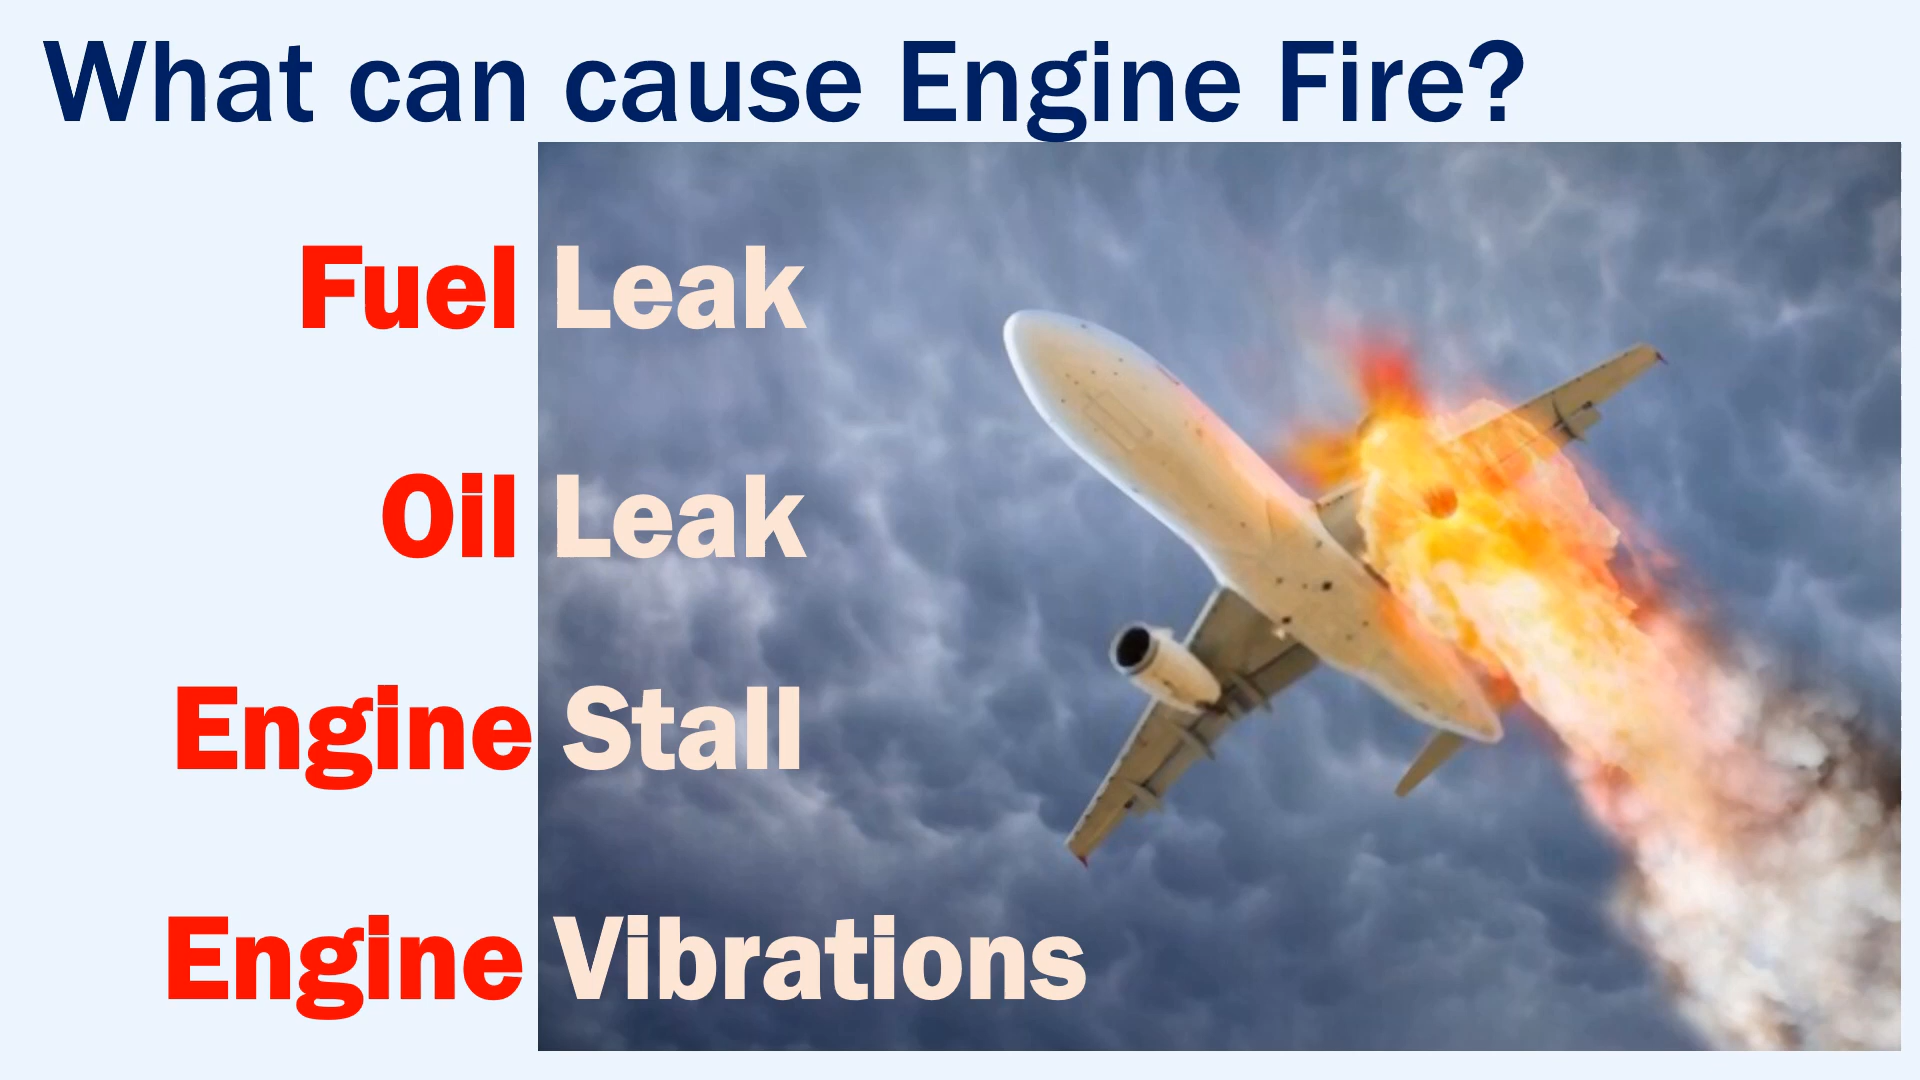 What can cause Engine Fire?
Fuel Leak
Oil Leak
Engine Stall
Engine Vibrations